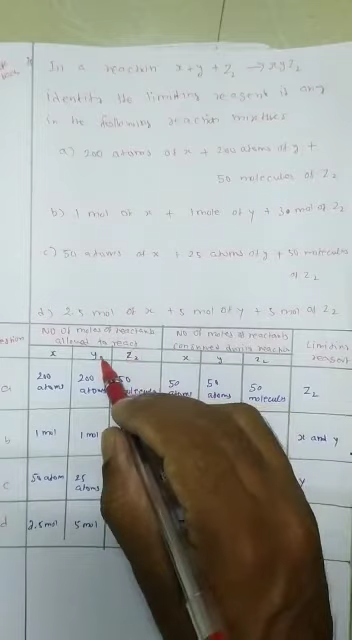 In a reaction x + y + z₂ → xyz₂
Identify the limiting reagent is any
in the following reaction mixtures
a) 200 atoms of x + 200 atoms of y +
50 molecules of z₂
b) 1 mol of x + 1 mole of y + mol of z₂
c) 50 atoms of x + 25 atoms of y + 50 molecules
of z₂
d) 2.5 mol of x + 5 mol of y + 5 mol of z₂
No of moles of reactants No of moles of reactants Limiting
allowed to react consumed during reaction reagent
x y z₂ x y z₂
a 200 atoms 200 atoms 50 molecules 50 atoms 50 atoms 50 molecules z₂
b 1 mol 1 mol x and y
c 50 atom 25 atoms y
d 2.5 mol 5 mol